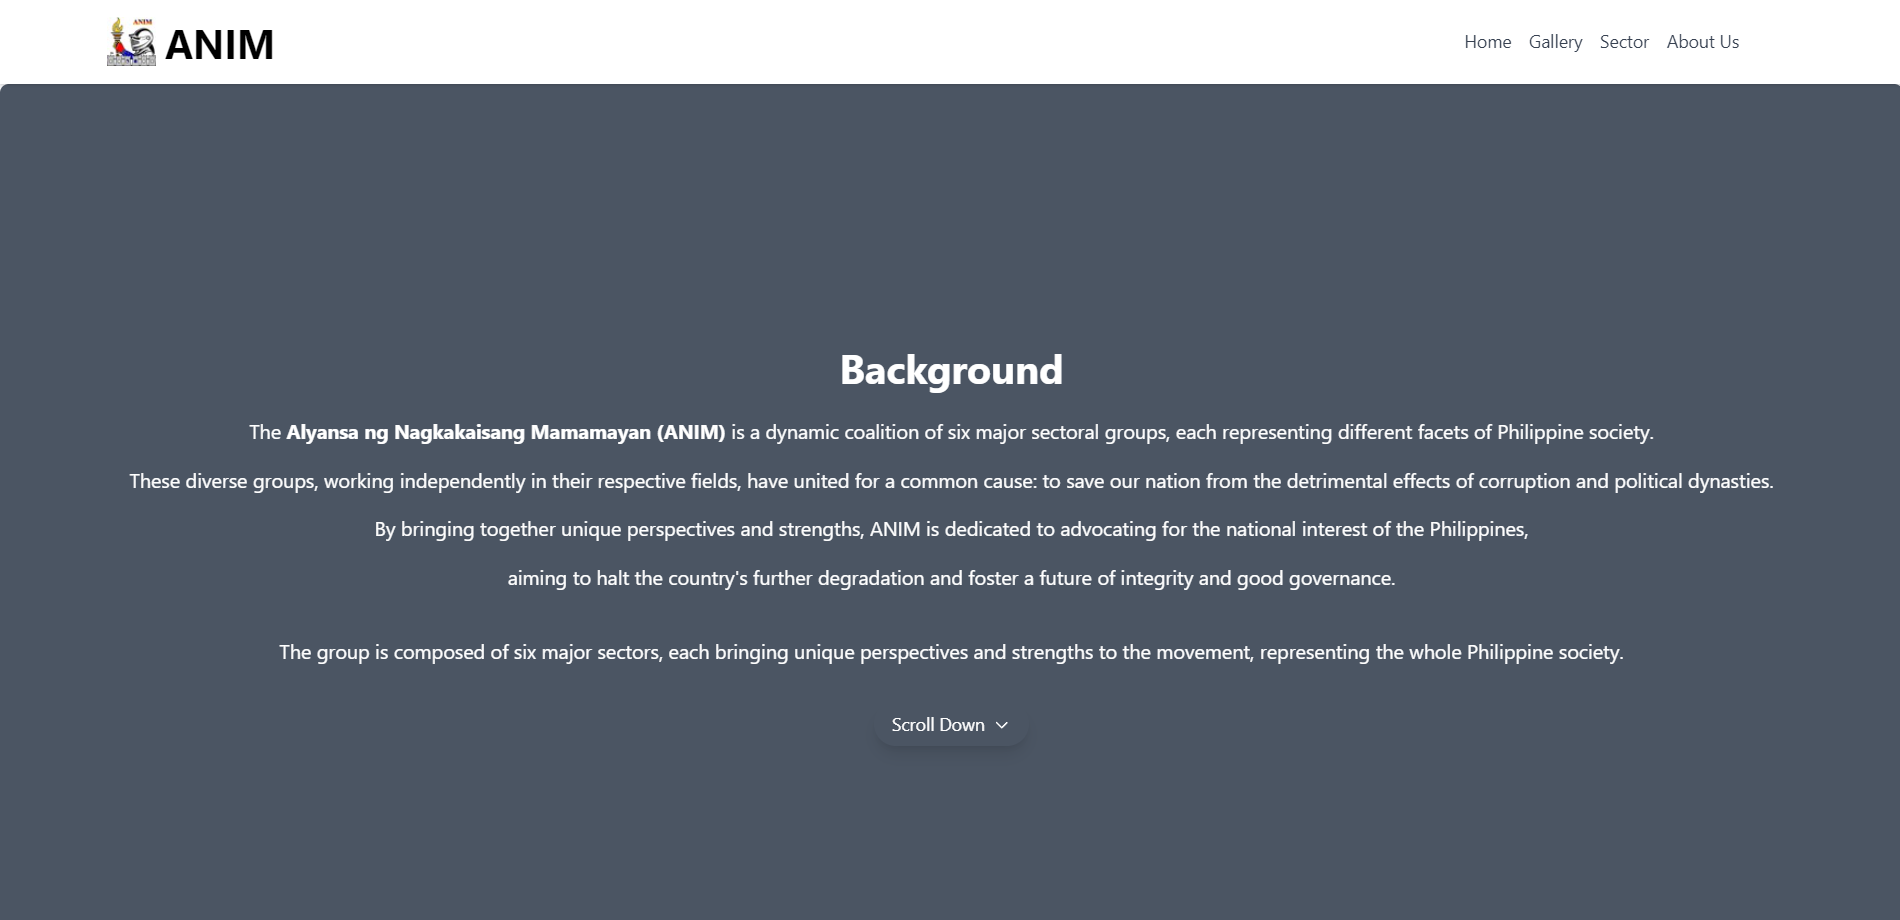 ANIM
ANIM
Home Gallery Sector About Us
Background
The Alyansa ng Nagkakaisang Mamamayan (ANIM) is a dynamic coalition of six major sectoral groups, each representing different facets of Philippine society.
These diverse groups, working independently in their respective fields, have united for a common cause: to save our nation from the detrimental effects of corruption and political dynasties.
By bringing together unique perspectives and strengths, ANIM is dedicated to advocating for the national interest of the Philippines,
aiming to halt the country's further degradation and foster a future of integrity and good governance.
The group is composed of six major sectors, each bringing unique perspectives and strengths to the movement, representing the whole Philippine society.
Scroll Down